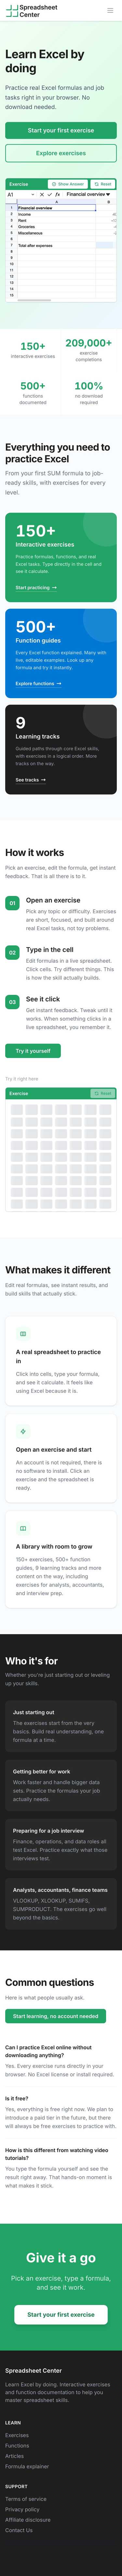 Spreadsheet
Center
Learn Excel by
doing
Practice real Excel formulas and job
tasks right in your browser. No
download needed.
Start your first exercise
Explore exercises
Exercise
Show Answer
Reset
A1
Financial overview
A
B
1 Financial overview
2 Income
3 Rent
4 Groceries
5 Miscellaneous
6
7 Total after expenses
8
9
10
11
12
13
14
15
150+
interactive exercises
209,000+
exercise
completions
500+
functions
documented
100%
no download
required
Everything you need to
practice Excel
From your first SUM formula to job-
ready skills, with exercises for every
level.
150+
Interactive exercises
Practice formulas, functions, and real
Excel tasks. Type directly in the cell and
see it calculate.
Start practicing →
500+
Function guides
Every Excel function explained. Many with
live, editable examples. Look up any
formula and try it instantly.
Explore functions →
9
Learning tracks
Guided paths through core Excel skills,
with exercises in a logical order. More
tracks on the way.
See tracks →
How it works
Pick an exercise, edit the formula, get instant
feedback. That is all there is to it.
01
Open an exercise
Pick any topic or difficulty. Exercises
are short, focused, and built around
real Excel tasks, not toy problems.
02
Type in the cell
Edit formulas in a live spreadsheet.
Click cells. Try different things. This
is how the skill actually builds.
03
See it click
Get instant feedback. Tweak until it
works. When something clicks in a
live spreadsheet, you remember it.
Try it yourself
Try it right here:
Exercise
Reset
What makes it different
Edit real formulas, see instant results, and
build skills that actually stick.
A real spreadsheet to practice
in
Click into cells, type your formula,
and see it calculate. It feels like
using Excel because it is.
Open an exercise and start
An account is not required, there is
no software to install. Click an
exercise and the spreadsheet is
ready.
A library with room to grow
150+ exercises, 500+ function
guides, 9 learning tracks and more
content on the way, including
exercises for analysts, accountants,
and interview prep.
Who it's for
Whether you're just starting out or leveling
up your skills.
Just starting out
The exercises start from the very
basics. Build real understanding, one
formula at a time.
Getting better for work
Work faster and handle bigger data
sets. Practice the formulas your job
actually needs.
Preparing for a job interview
Finance, operations, and data roles all
test Excel. Practice exactly what those
interviews test.
Analysts, accountants, finance teams
VLOOKUP, XLOOKUP, SUMIFS,
SUMPRODUCT. The exercises go well
beyond the basics.
Common questions
Here is what people usually ask.
Start learning, no account needed
Can I practice Excel online without
downloading anything?
Yes. Every exercise runs directly in your
browser. No Excel license or install required.
Is it free?
Yes, everything is free right now. We plan to
introduce a paid tier in the future, but there
will always be free exercises to practice with.
How is this different from watching video
tutorials?
You type the formula yourself and see the
result right away. That hands-on moment is
what makes it stick.
Give it a go
Pick an exercise, type a formula,
and see it work.
Start your first exercise
Spreadsheet Center
Learn Excel by doing. Interactive exercises
and function documentation to help you
master spreadsheet skills.
LEARN
Exercises
Functions
Articles
Formula explainer
SUPPORT
Terms of service
Privacy policy
Affiliate disclosure
Contact Us